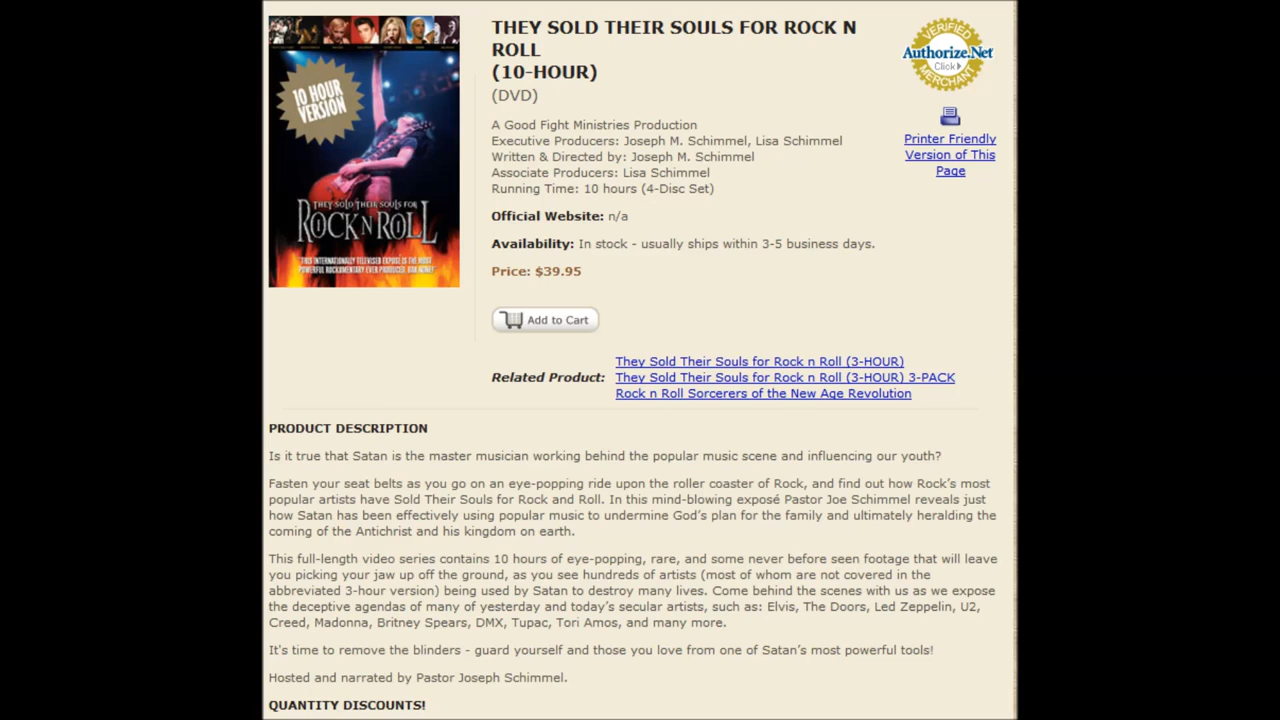 THEY SOLD THEIR SOULS FOR ROCK N
ROLL
(10-HOUR)
(DVD)
A Good Fight Ministries Production
Executive Producers: Joseph M. Schimmel, Lisa Schimmel
Written & Directed by: Joseph M. Schimmel
Associate Producers: Lisa Schimmel
Running Time: 10 hours (4-Disc Set)
Official Website: n/a
Availability: In stock - usually ships within 3-5 business days.
Price: $39.95
Add to Cart
Related Product:
They Sold Their Souls for Rock n Roll (3-HOUR)
They Sold Their Souls for Rock n Roll (3-HOUR) 3-PACK
Rock n Roll Sorcerers of the New Age Revolution
10 HOUR
VERSION
THEY SOLD THEIR SOULS FOR
ROCK N ROLL
"THIS INTERNATIONALLY TELEVISED EXPOSE IS THE MOST
POWERFUL ROCKUMENTARY EVER PRODUCED, BAR NONE!"
VERIFIED
Authorize.Net
Click
MERCHANT
Printer Friendly
Version of This
Page
PRODUCT DESCRIPTION
Is it true that Satan is the master musician working behind the popular music scene and influencing our youth?
Fasten your seat belts as you go on an eye-popping ride upon the roller coaster of Rock, and find out how Rock’s most
popular artists have Sold Their Souls for Rock and Roll. In this mind-blowing exposé Pastor Joe Schimmel reveals just
how Satan has been effectively using popular music to undermine God’s plan for the family and ultimately heralding the
coming of the Antichrist and his kingdom on earth.
This full-length video series contains 10 hours of eye-popping, rare, and some never before seen footage that will leave
you picking your jaw up off the ground, as you see hundreds of artists (most of whom are not covered in the
abbreviated 3-hour version) being used by Satan to destroy many lives. Come behind the scenes with us as we expose
the deceptive agendas of many of yesterday and today’s secular artists, such as: Elvis, The Doors, Led Zeppelin, U2,
Creed, Madonna, Britney Spears, DMX, Tupac, Tori Amos, and many more.
It's time to remove the blinders - guard yourself and those you love from one of Satan’s most powerful tools!
Hosted and narrated by Pastor Joseph Schimmel.
QUANTITY DISCOUNTS!